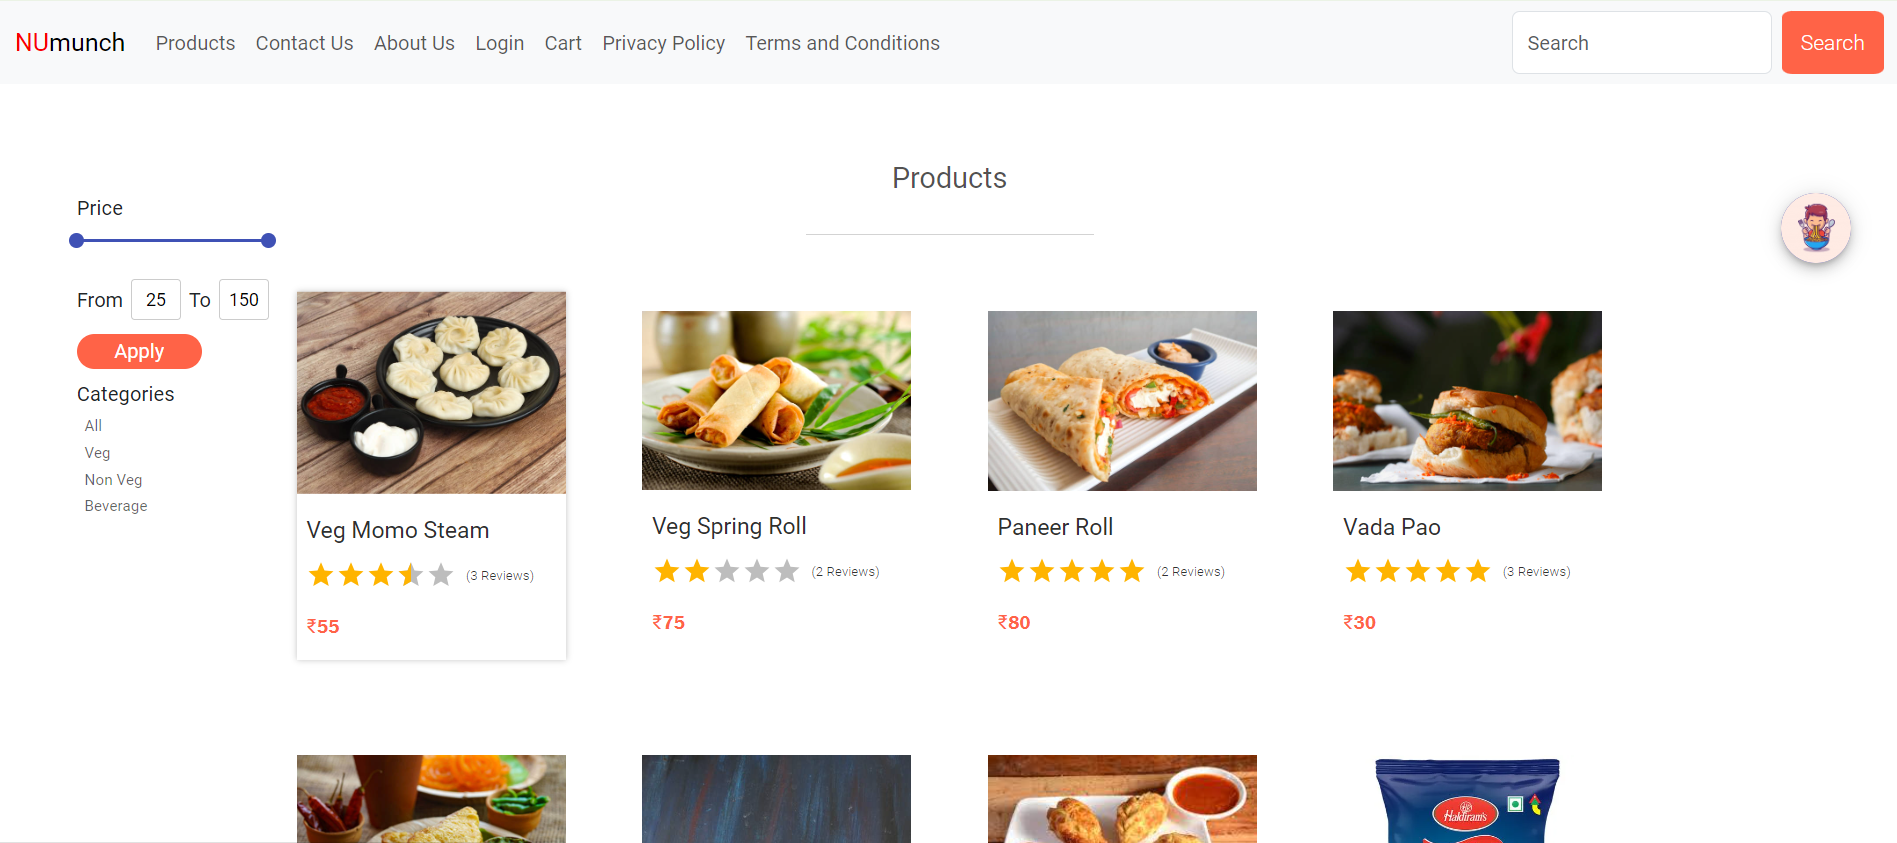 NUmunch Products Contact Us About Us Login Cart Privacy Policy Terms and Conditions Search Search
Products
Price
From 25 To 150
Apply
Categories
All
Veg
Non Veg
Beverage
Veg Momo Steam
(3 Reviews)
₹55
Veg Spring Roll
(2 Reviews)
₹75
Paneer Roll
(2 Reviews)
₹80
Vada Pao
(3 Reviews)
₹30
Haldiram's